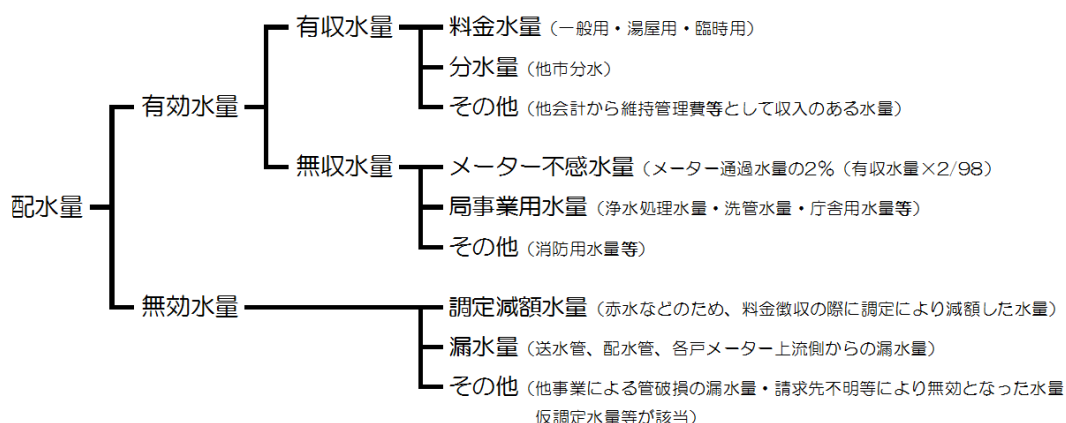 有収水量 料金水量（一般用・湯屋用・臨時用）
分水量（他市分水）
有効水量 その他（他会計から維持管理費等として収入のある水量）
無収水量 メーター不感水量（メーター通過水量の2%（有収水量×2/98）
配水量 局事業用水量（浄水処理水量・洗管水量・庁舎用水量等）
その他（消防用水量等）
無効水量 調定減額水量（赤水などのため、料金徴収の際に調定により減額した水量）
漏水量（送水管、配水管、各戸メーター上流側からの漏水量）
その他（他事業による管破損の漏水量・請求先不明等により無効となった水量
仮調定水量等が該当）